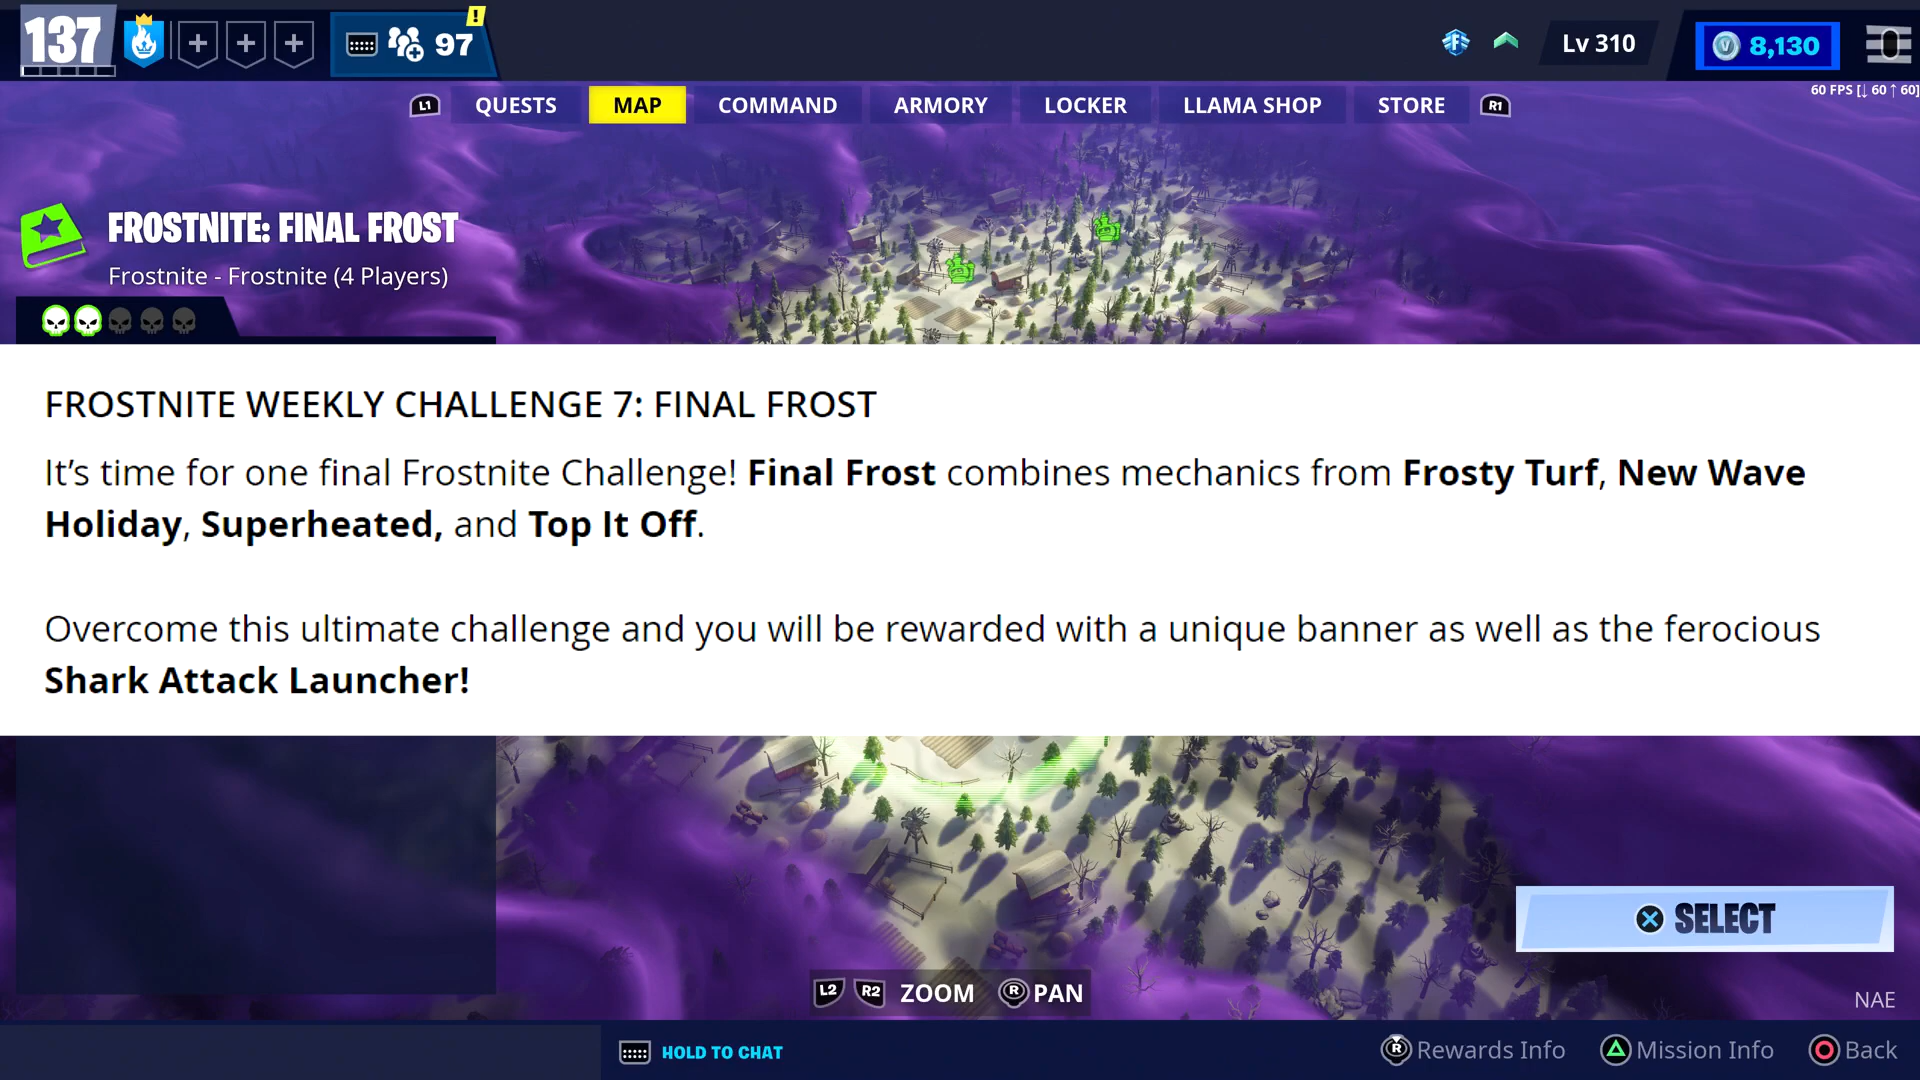 137
97
!
Lv 310
8,130
60 FPS [↓ 60 ↑ 60]
L1 QUESTS MAP COMMAND ARMORY LOCKER LLAMA SHOP STORE R1
FROSTNITE: FINAL FROST
Frostnite - Frostnite (4 Players)
FROSTNITE WEEKLY CHALLENGE 7: FINAL FROST
It’s time for one final Frostnite Challenge! Final Frost combines mechanics from Frosty Turf, New Wave
Holiday, Superheated, and Top It Off.
Overcome this ultimate challenge and you will be rewarded with a unique banner as well as the ferocious
Shark Attack Launcher!
SELECT
L2 R2 ZOOM R PAN
NAE
HOLD TO CHAT
R Rewards Info Mission Info Back